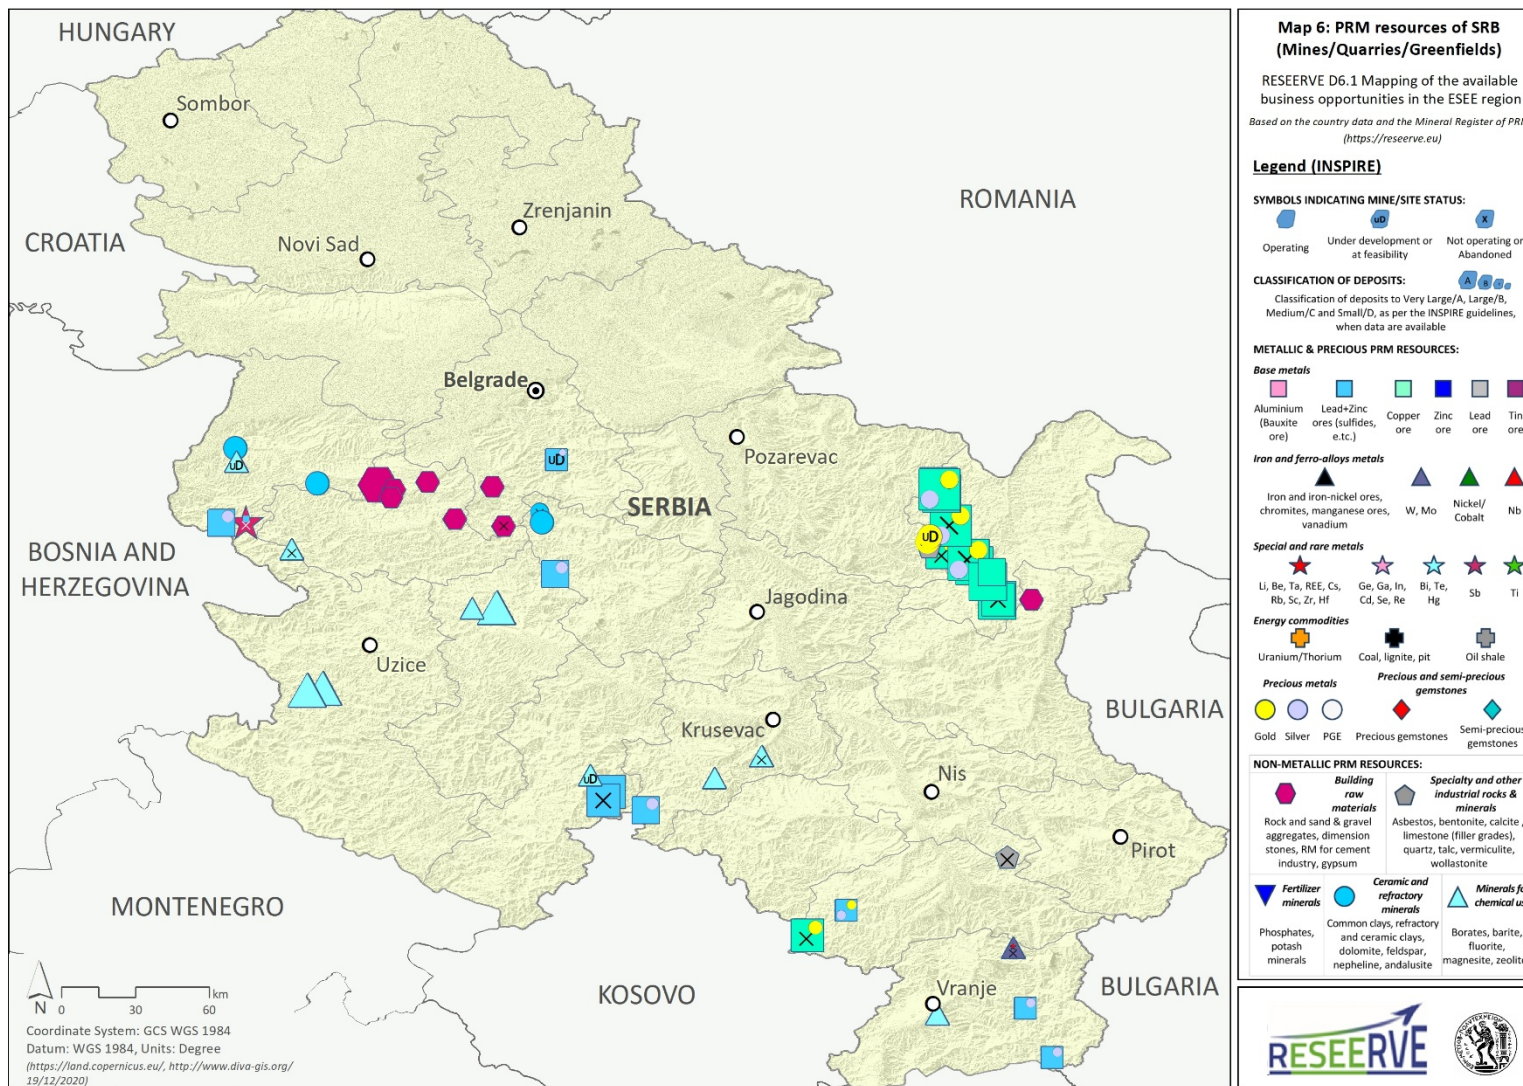 HUNGARY
Sombor
ROMANIA
Zrenjanin
CROATIA
Novi Sad
Belgrade
uD
uD
Pozarevac
SERBIA
uD
BOSNIA AND
HERZEGOVINA
Jagodina
Uzice
BULGARIA
Krusevac
uD
Nis
Pirot
MONTENEGRO
KOSOVO
Vranje
BULGARIA
N
0 30 60 km
Coordinate System: GCS WGS 1984
Datum: WGS 1984, Units: Degree
(https://land.copernicus.eu/, http://www.diva-gis.org/
19/12/2020)
Map 6: PRM resources of SRB
(Mines/Quarries/Greenfields)
RESEERVE D6.1 Mapping of the available
business opportunities in the ESEE region
Based on the country data and the Mineral Register of PRM
(https://reseerve.eu)
Legend (INSPIRE)
SYMBOLS INDICATING MINE/SITE STATUS:
uD X
Operating
Under development or
at feasibility
Not operating or
Abandoned
CLASSIFICATION OF DEPOSITS:
A B
Classification of deposits to Very Large/A, Large/B,
Medium/C and Small/D, as per the INSPIRE guidelines,
when data are available
METALLIC & PRECIOUS PRM RESOURCES:
Base metals
Aluminium
(Bauxite
ore)
Lead+Zinc
ores (sulfides,
e.t.c.)
Copper
ore
Zinc
ore
Lead
ore
Tin
ore
Iron and ferro-alloys metals
Iron and iron-nickel ores,
chromites, manganese ores,
vanadium
W, Mo
Nickel/
Cobalt
Nb
Special and rare metals
Li, Be, Ta, REE, Cs,
Rb, Sc, Zr, Hf
Ge, Ga, In,
Cd, Se, Re
Bi, Te,
Hg
Sb
Ti
Energy commodities
Uranium/Thorium
Coal, lignite, pit
Oil shale
Precious metals
Gold Silver PGE
Precious and semi-precious
gemstones
Precious gemstones
Semi-precious
gemstones
NON-METALLIC PRM RESOURCES:
Building
raw
materials
Rock and sand & gravel
aggregates, dimension
stones, RM for cement
industry, gypsum
Specialty and other
industrial rocks &
minerals
Asbestos, bentonite, calcite ,
limestone (filler grades),
quartz, talc, vermiculite,
wollastonite
Fertilizer
minerals
Phosphates,
potash
minerals
Ceramic and
refractory
minerals
Common clays, refractory
and ceramic clays,
dolomite, feldspar,
nepheline, andalusite
Minerals fo
chemical us
Borates, barite,
fluorite,
magnesite, zeolit
RESEERVE